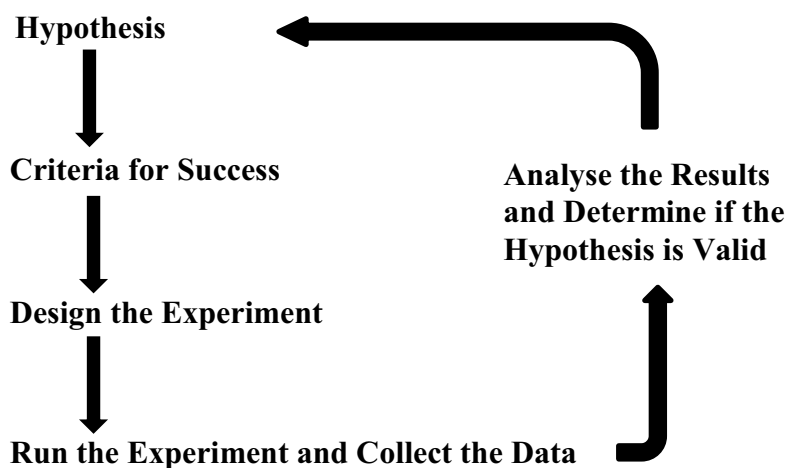 Hypothesis
Criteria for Success
Design the Experiment
Run the Experiment and Collect the Data
Analyse the Results
and Determine if the
Hypothesis is Valid